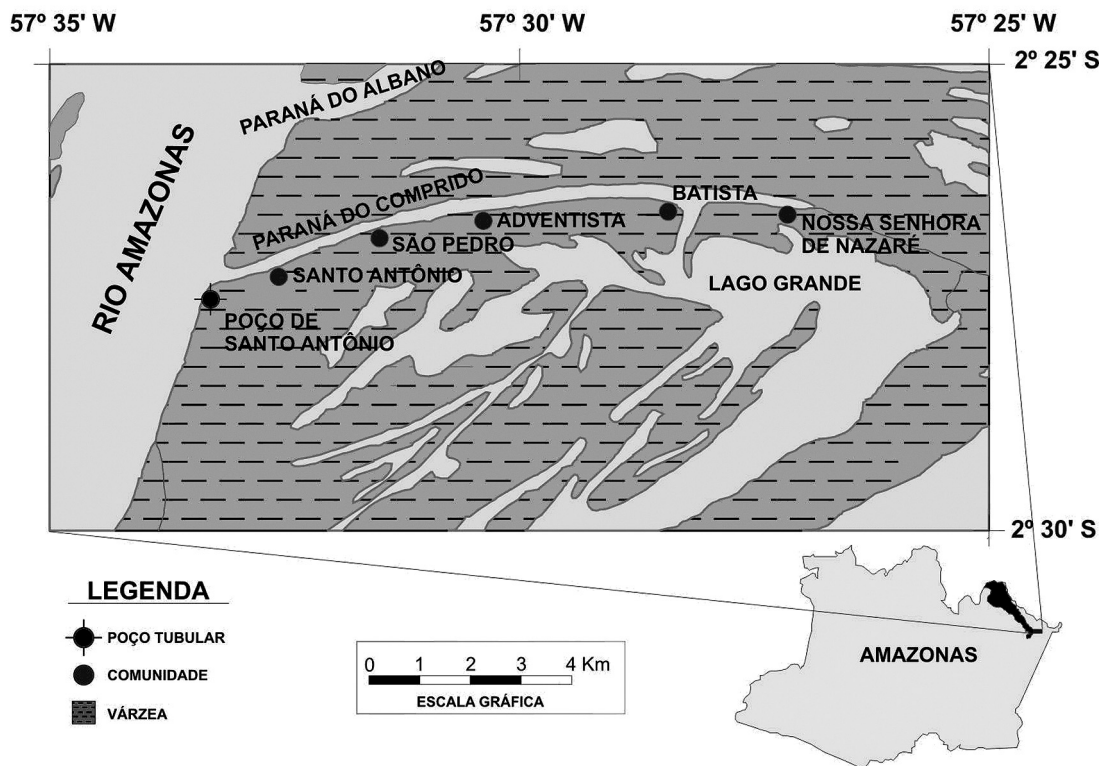 57º 35' W
57º 30' W
57º 25' W
2º 25' S
PARANÁ DO ALBANO
RIO AMAZONAS
PARANÁ DO COMPRIDO
BATISTA
ADVENTISTA
NOSSA SENHORA
DE NAZARÉ
SÃO PEDRO
SANTO ANTÔNIO
LAGO GRANDE
POÇO DE
SANTO ANTÔNIO
2º 30' S
LEGENDA
POÇO TUBULAR
COMUNIDADE
VÁRZEA
0 1 2 3 4 Km
ESCALA GRÁFICA
AMAZONAS